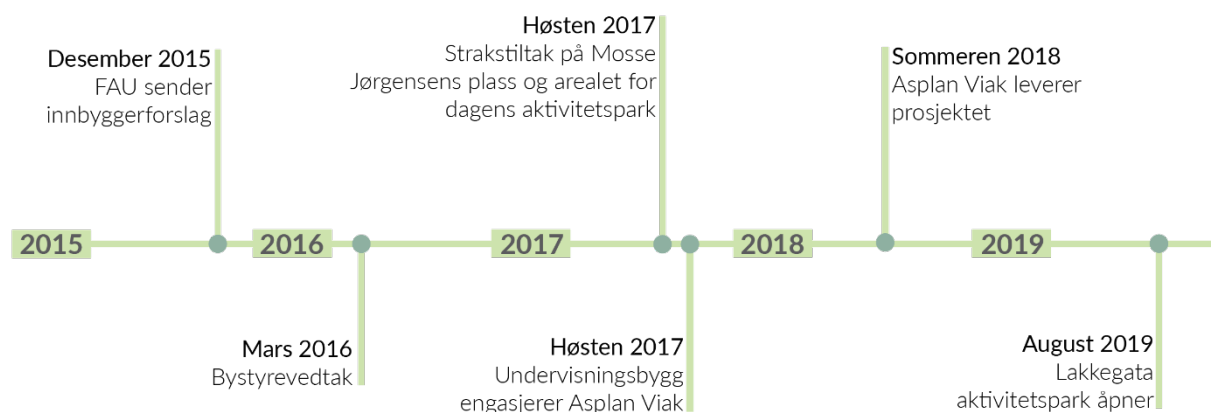 Desember 2015
FAU sender
innbyggerforslag
Høsten 2017
Strakstiltak på Mosse
Jørgensens plass og arealet for
dagens aktivitetspark
Sommeren 2018
Asplan Viak leverer
prosjektet
2015
2016
2017
2018
2019
Mars 2016
Bystyrevedtak
Høsten 2017
Undervisningsbygg
engasjerer Asplan Viak
August 2019
Lakkegata
aktivitetspark åpner